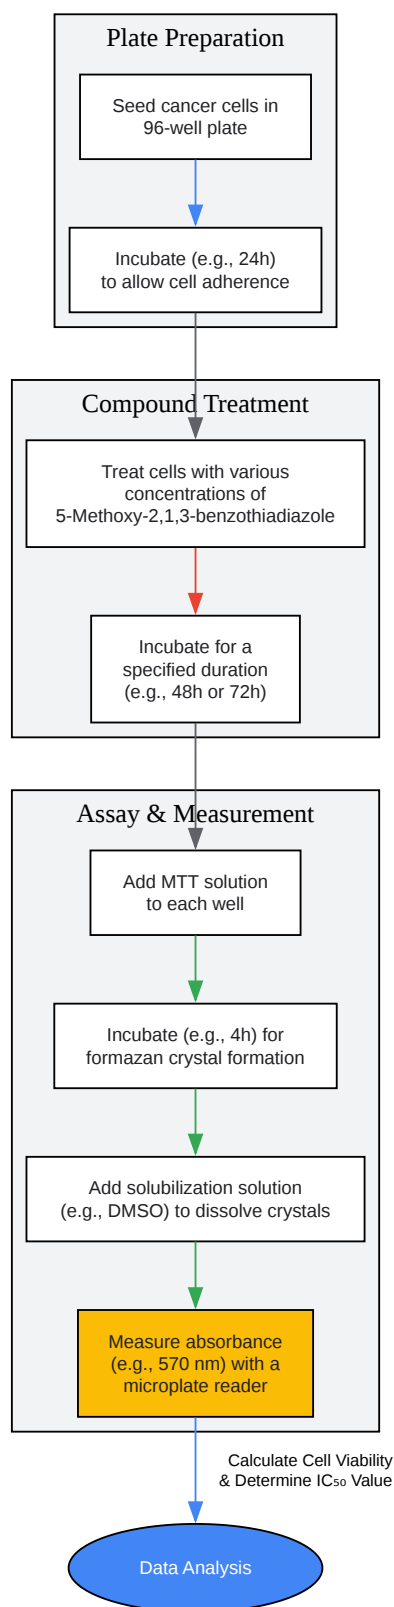 Plate Preparation
Seed cancer cells in
96-well plate
Incubate (e.g., 24h)
to allow cell adherence
Compound Treatment
Treat cells with various
concentrations of
5-Methoxy-2,1,3-benzothiadiazole
Incubate for a
specified duration
(e.g., 48h or 72h)
Assay & Measurement
Add MTT solution
to each well
Incubate (e.g., 4h) for
formazan crystal formation
Add solubilization solution
(e.g., DMSO) to dissolve crystals
Measure absorbance
(e.g., 570 nm) with a
microplate reader
Calculate Cell Viability
& Determine IC₅₀ Value
Data Analysis